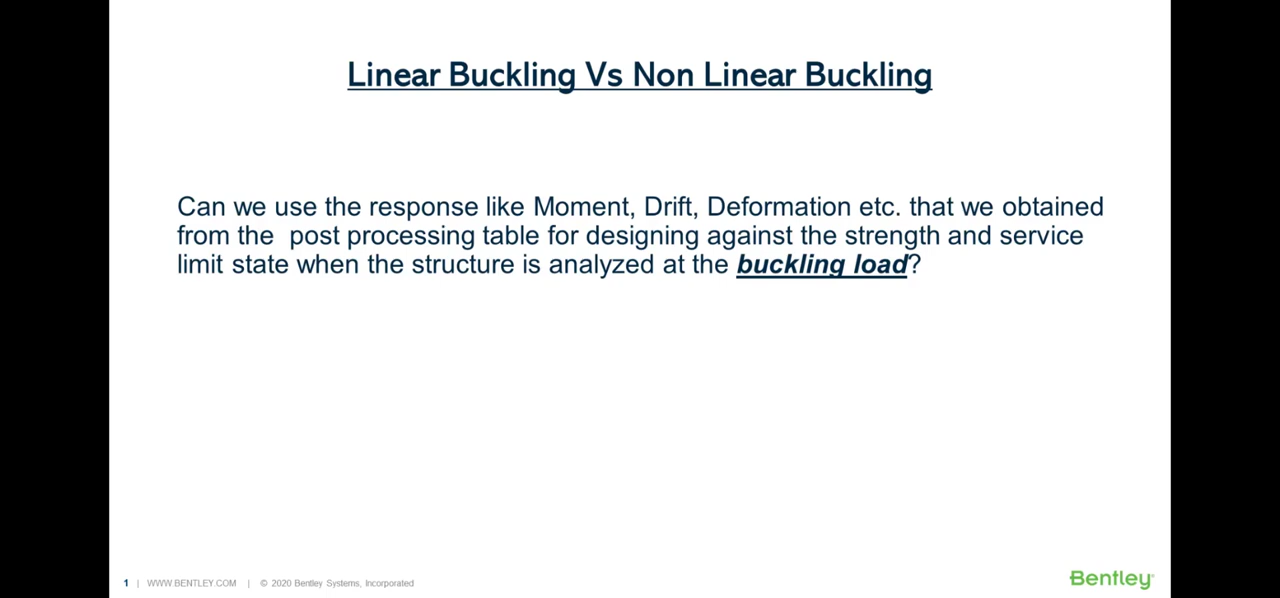 Linear Buckling Vs Non Linear Buckling
Can we use the response like Moment, Drift, Deformation etc. that we obtained
from the  post processing table for designing against the strength and service
limit state when the structure is analyzed at the buckling load?
1 | WWW.BENTLEY.COM | © 2020 Bentley Systems, Incorporated
Bentley